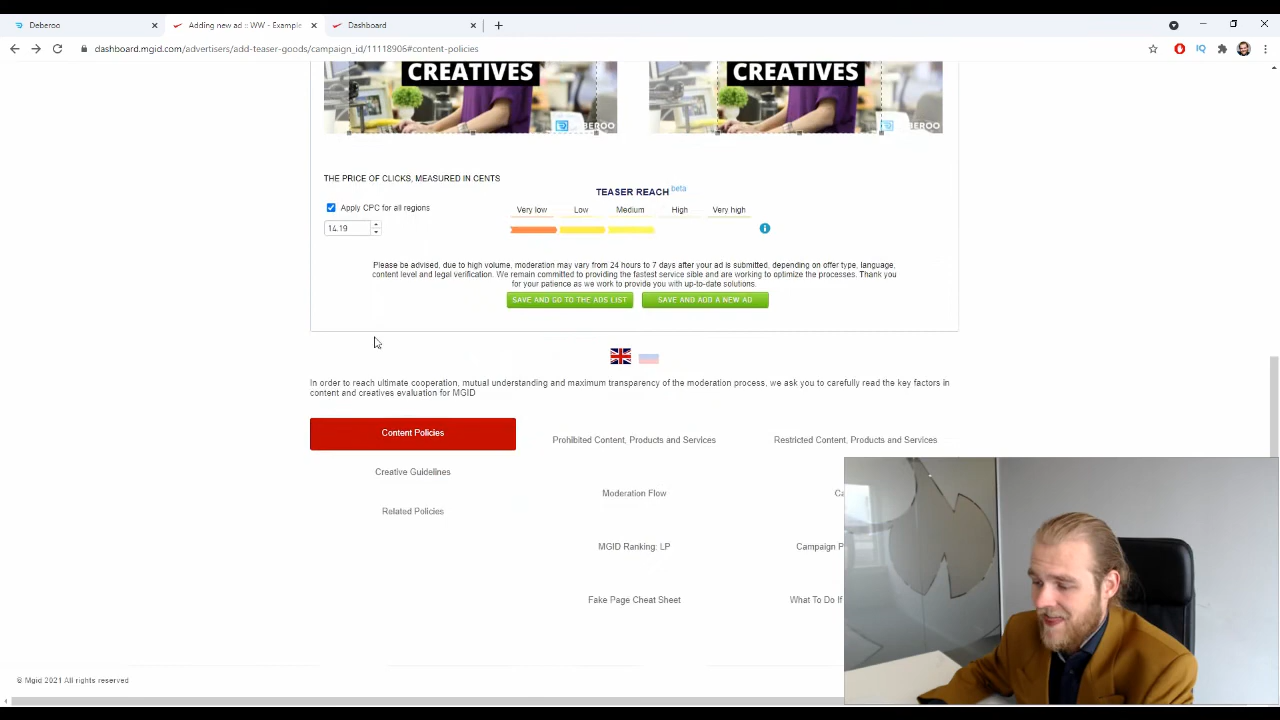 Deberoo
Adding new ad :: WW - Example
Dashboard
dashboard.mgid.com/advertisers/add-teaser-goods/campaign_id/11118906#content-policies
CREATIVES
CREATIVES
THE PRICE OF CLICKS, MEASURED IN CENTS
TEASER REACH beta
Apply CPC for all regions
Very low
Low
Medium
High
Very high
14.19
Please be advised, due to high volume, moderation may vary from 24 hours to 7 days after your ad is submitted, depending on offer type, language,
content level and legal verification. We remain committed to providing the fastest service sible and are working to optimize the processes. Thank you
for your patience as we work to provide you with up-to-date solutions.
SAVE AND GO TO THE ADS LIST
SAVE AND ADD A NEW AD
In order to reach ultimate cooperation, mutual understanding and maximum transparency of the moderation process, we ask you to carefully read the key factors in
content and creatives evaluation for MGID
Content Policies
Prohibited Content, Products and Services
Restricted Content, Products and Services
Creative Guidelines
Moderation Flow
Related Policies
MGID Ranking: LP
Campaign P
Fake Page Cheat Sheet
What To Do If
© Mgid 2021 All rights reserved